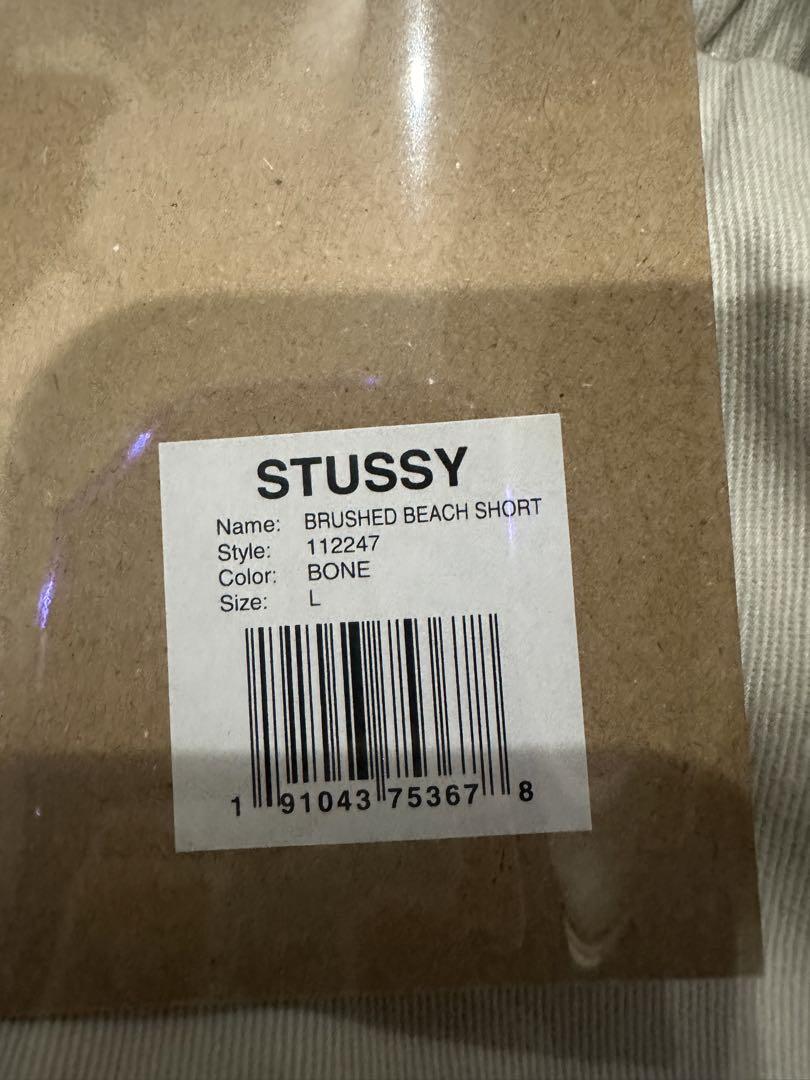 STUSSY
Name: BRUSHED BEACH SHORT
Style: 112247
Color: BONE
Size: L
1 91043 75367 8